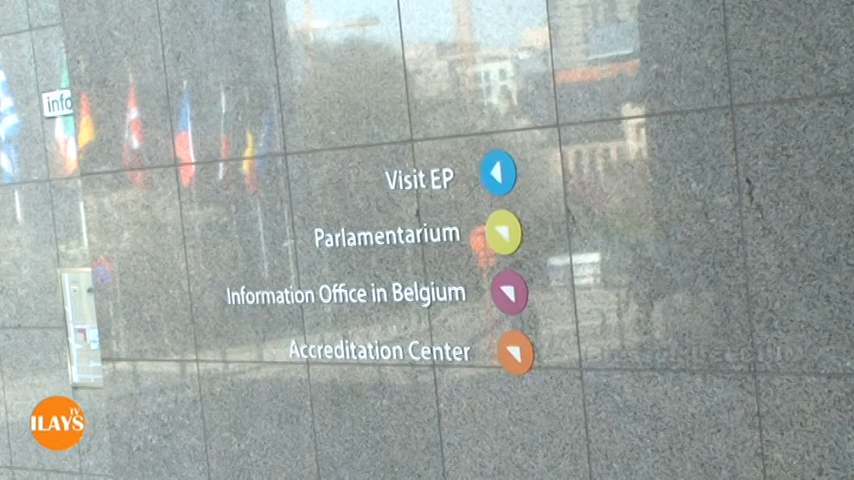 info
Visit EP
Parlamentarium
Information Office in Belgium
Accreditation Center
ILAYS TV